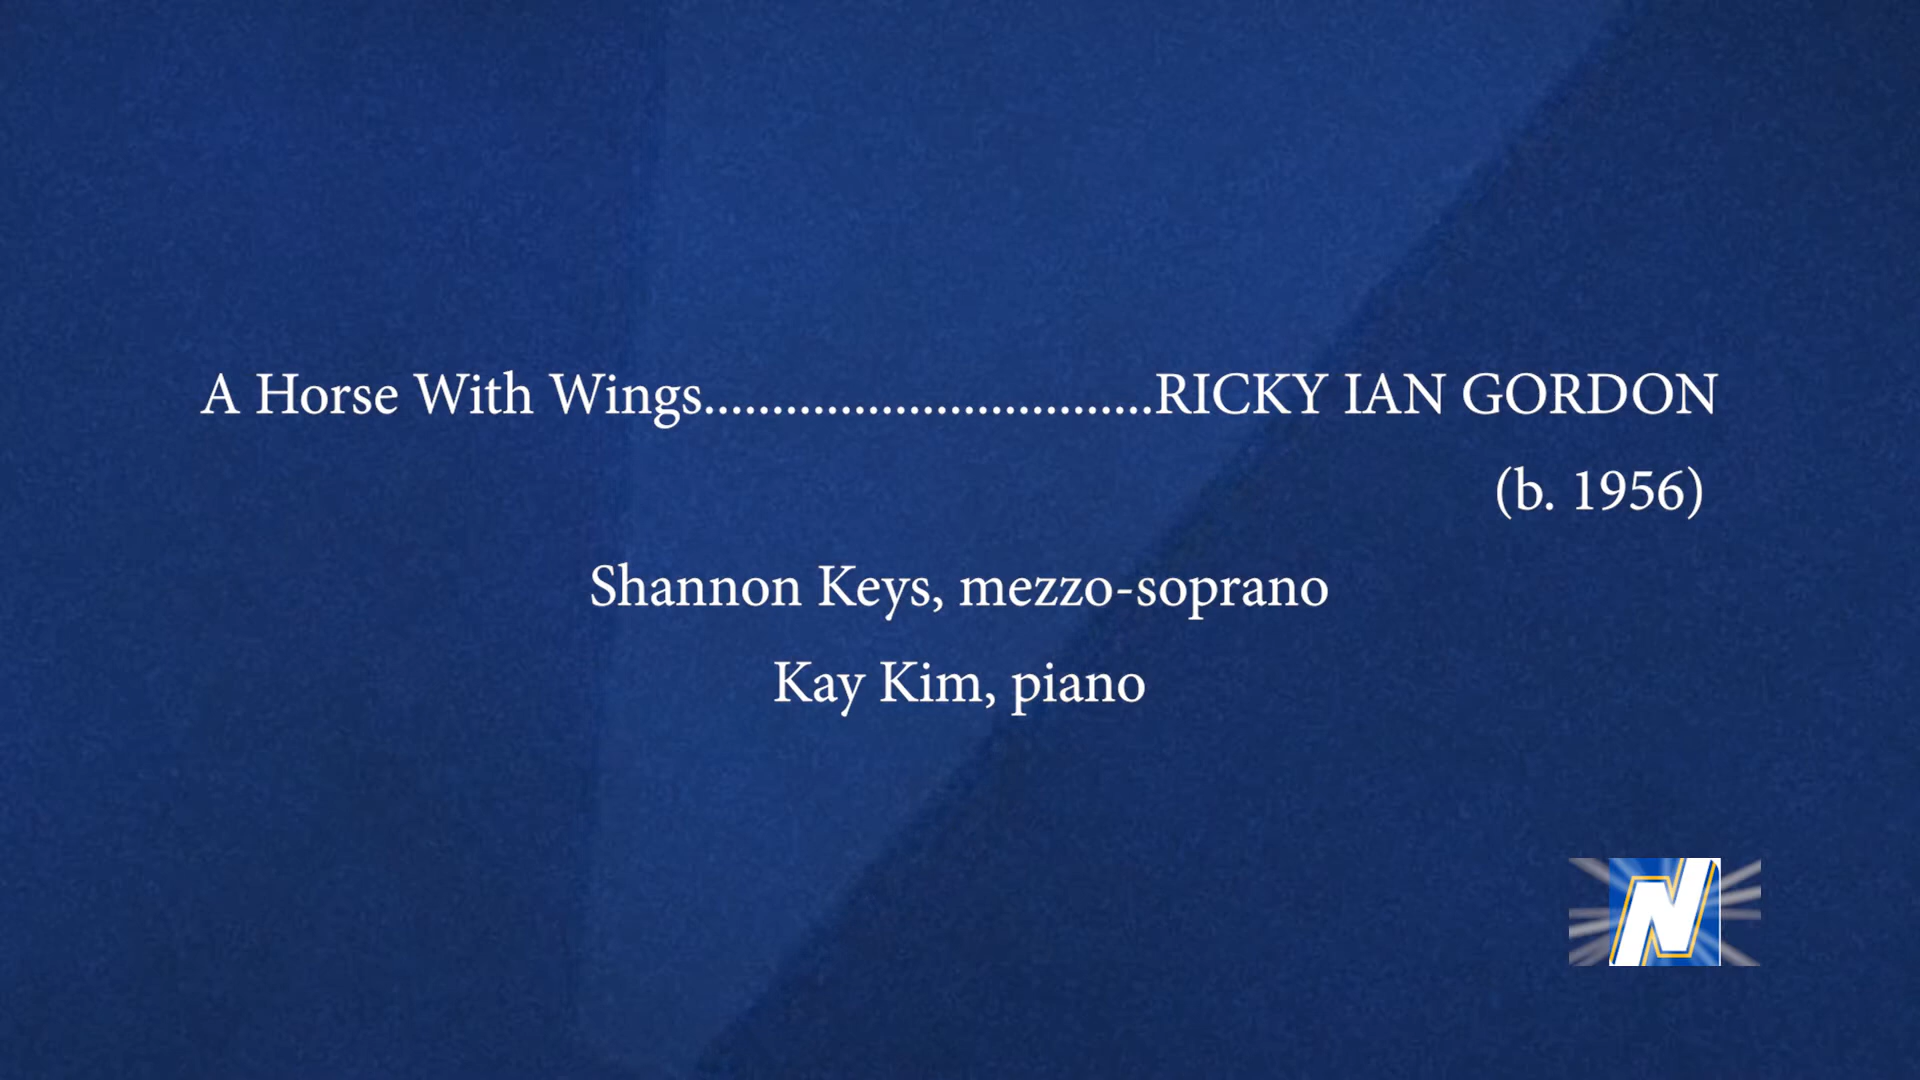 A Horse With Wings.................................RICKY IAN GORDON
(b. 1956)
Shannon Keys, mezzo-soprano
Kay Kim, piano
N